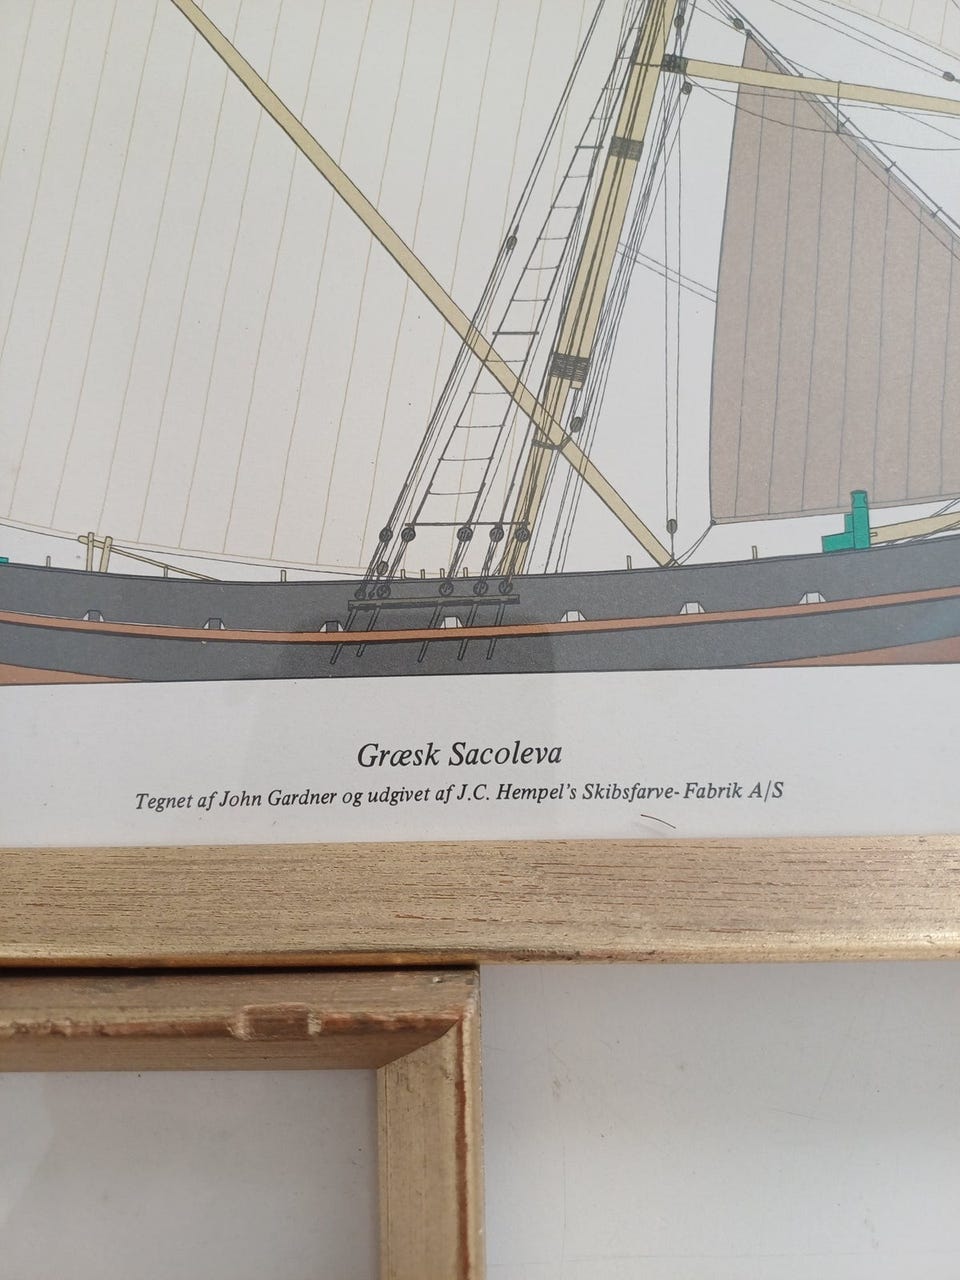 Græsk Sacoleva
Tegnet af John Gardner og udgivet af J.C. Hempel's Skibsfarve-Fabrik A/S